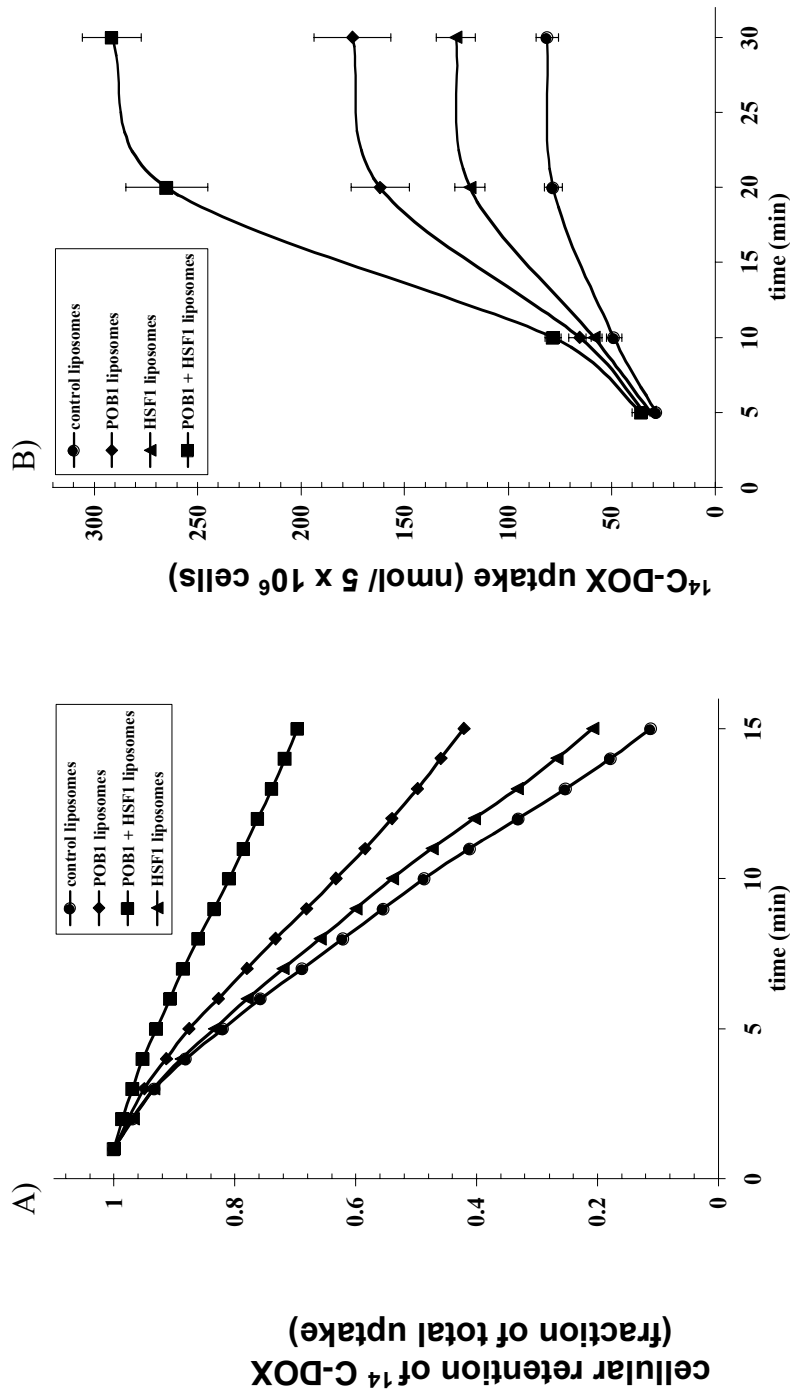 A)
cellular retention of ¹⁴ C-DOX
(fraction of total uptake)
control liposomes
POB1 liposomes
POB1 + HSF1 liposomes
HSF1 liposomes
1
0.8
0.6
0.4
0.2
0
0
5
10
15
time (min)
B)
¹⁴C-DOX uptake (nmol/ 5 x 10⁶ cells)
control liposomes
POB1 liposomes
HSF1 liposomes
POB1 + HSF1 liposomes
300
250
200
150
100
50
0
0
5
10
15
20
25
30
time (min)